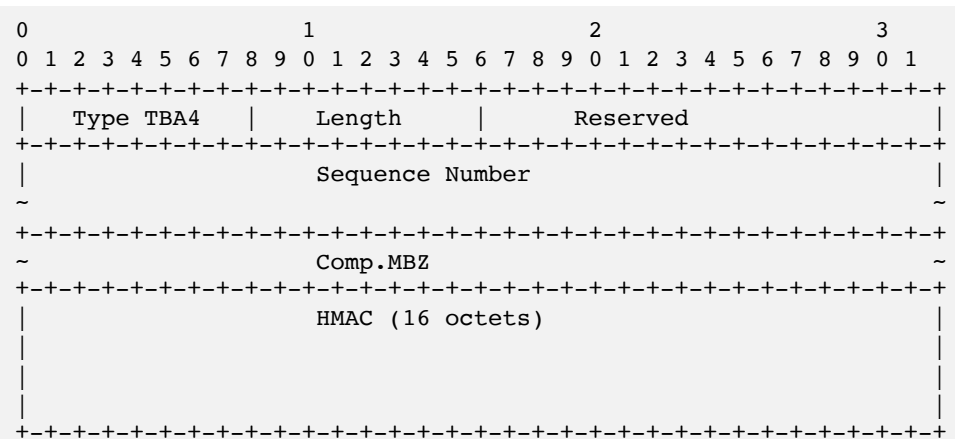 0                   1                   2                   3
0 1 2 3 4 5 6 7 8 9 0 1 2 3 4 5 6 7 8 9 0 1 2 3 4 5 6 7 8 9 0 1
+-+-+-+-+-+-+-+-+-+-+-+-+-+-+-+-+-+-+-+-+-+-+-+-+-+-+-+-+-+-+-+-+
|   Type TBA4   |    Length     |      Reserved                 |
+-+-+-+-+-+-+-+-+-+-+-+-+-+-+-+-+-+-+-+-+-+-+-+-+-+-+-+-+-+-+-+-+
|                    Sequence Number                            |
~                                                               ~
+-+-+-+-+-+-+-+-+-+-+-+-+-+-+-+-+-+-+-+-+-+-+-+-+-+-+-+-+-+-+-+-+
~                    Comp.MBZ                                   ~
+-+-+-+-+-+-+-+-+-+-+-+-+-+-+-+-+-+-+-+-+-+-+-+-+-+-+-+-+-+-+-+-+
|                    HMAC (16 octets)                           |
|                                                               |
|                                                               |
|                                                               |
+-+-+-+-+-+-+-+-+-+-+-+-+-+-+-+-+-+-+-+-+-+-+-+-+-+-+-+-+-+-+-+-+